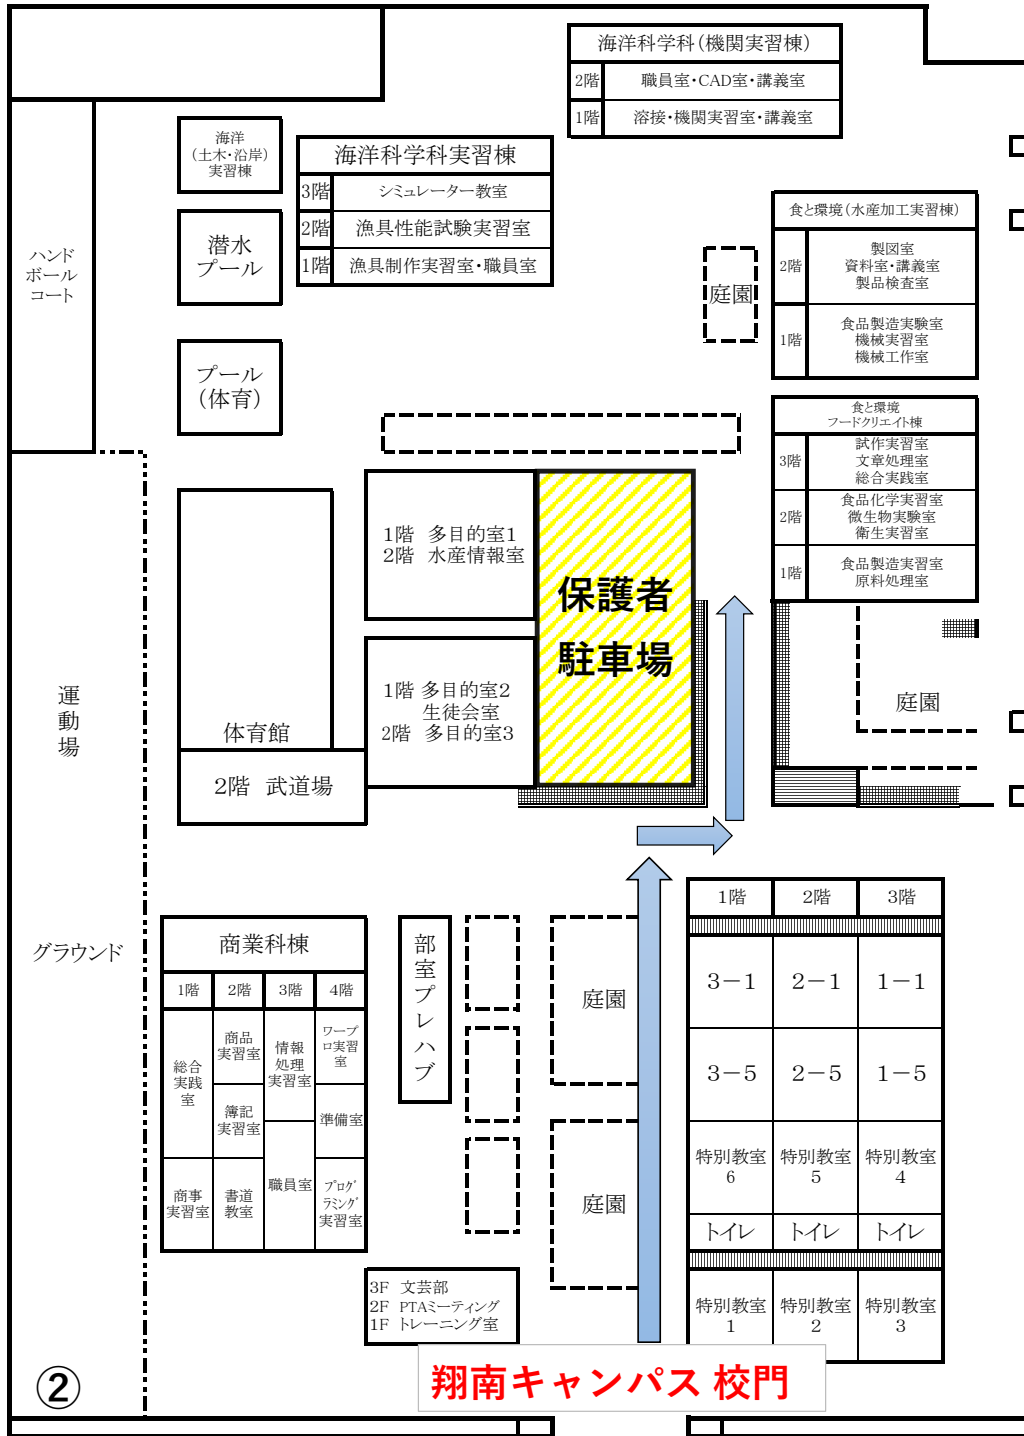 海洋科学科(機関実習棟)
2階 職員室・CAD室・講義室
1階 溶接・機関実習室・講義室
海洋
(土木・沿岸)
実習棟
海洋科学科実習棟
3階 シミュレーター教室
2階 漁具性能試験実習室
1階 漁具制作実習室・職員室
潜水
プール
ハンド
ボール
コート
プール
(体育)
庭園
食と環境(水産加工実習棟)
2階
製図室
資料室・講義室
製品検査室
1階
食品製造実験室
機械実習室
機械工作室
食と環境
フードクリエイト棟
3階
試作実習室
文章処理室
総合実践室
2階
食品化学実習室
微生物実験室
衛生実習室
1階
食品製造実習室
原料処理室
1階 多目的室1
2階 水産情報室
保護者
駐車場
1階 多目的室2
生徒会室
2階 多目的室3
体育館
2階 武道場
庭園
運動場
グラウンド
商業科棟
1階 2階 3階 4階
総合
実践
室
商事
実習室
商品
実習室
簿記
実習室
書道
教室
情報
処理
実習室
職員室
ワープ
ロ実習
室
準備室
プログ
ラミング
実習室
部室プレハブ
庭園
庭園
1階 2階 3階
3-1 2-1 1-1
3-5 2-5 1-5
特別教室 特別教室 特別教室
6 5 4
トイレ トイレ トイレ
特別教室 特別教室 特別教室
1 2 3
3F 文芸部
2F PTAミーティング
1F トレーニング室
翔南キャンパス 校門
②